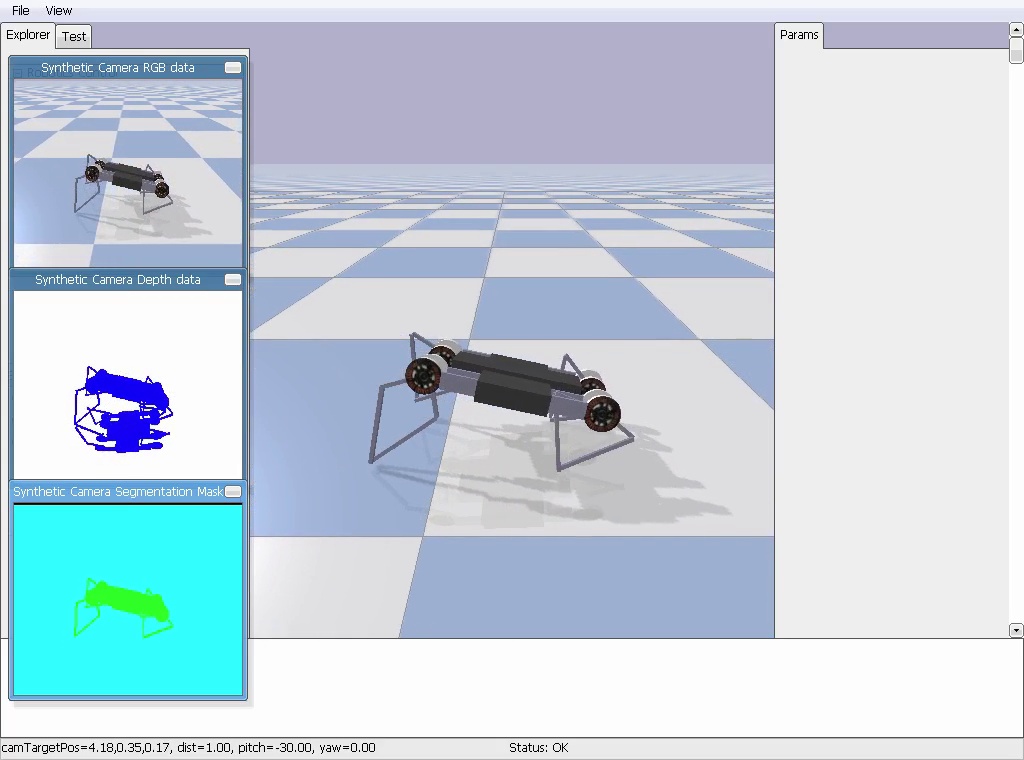 File View
Explorer Test
Params
Synthetic Camera RGB data
Synthetic Camera Depth data
Synthetic Camera Segmentation Mask
camTargetPos=4.18,0.35,0.17, dist=1.00, pitch=-30.00, yaw=0.00 Status: OK